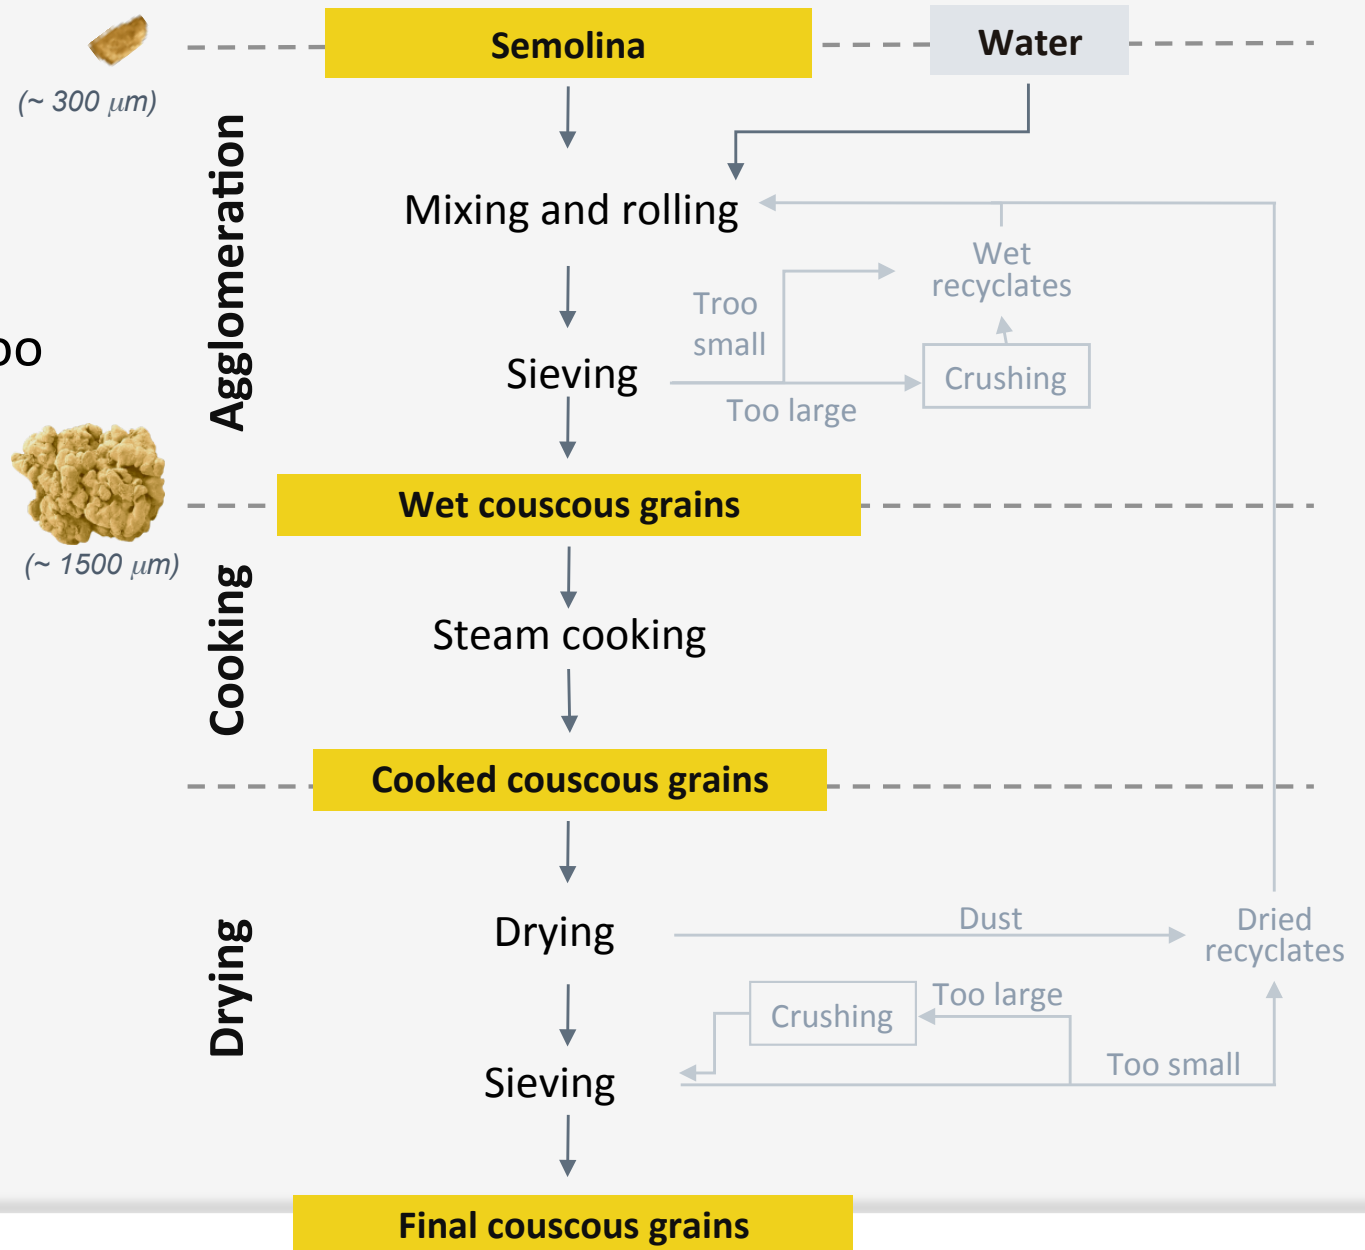 Semolina
Water
(~ 300 μm)
Agglomeration
Mixing and rolling
Wet
recyclates
Troo
small
oo
Sieving
Crushing
Too large
Wet couscous grains
(~ 1500 μm)
Cooking
Steam cooking
Cooked couscous grains
Drying
Drying
Dust
Dried
recyclates
Crushing
Too large
Sieving
Too small
Final couscous grains